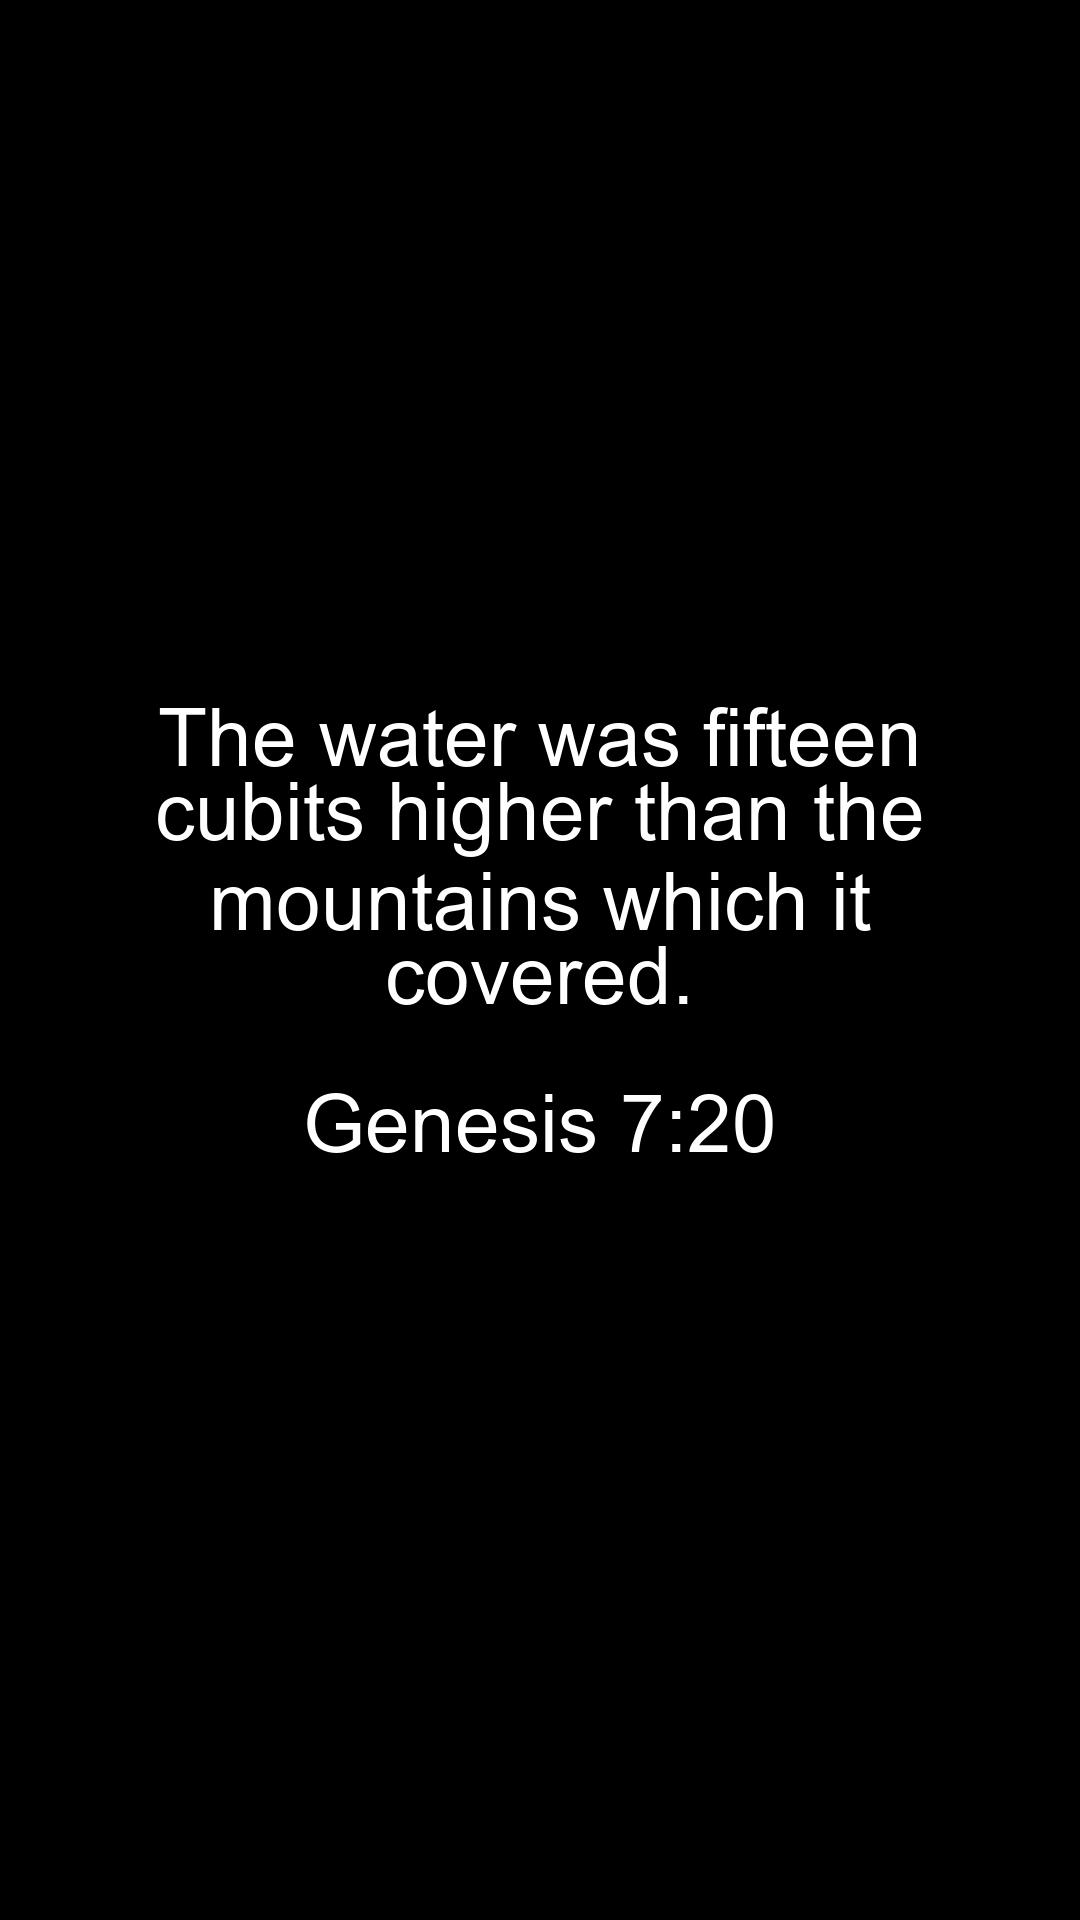 The water was fifteen
cubits higher than the
mountains which it
covered.
Genesis 7:20